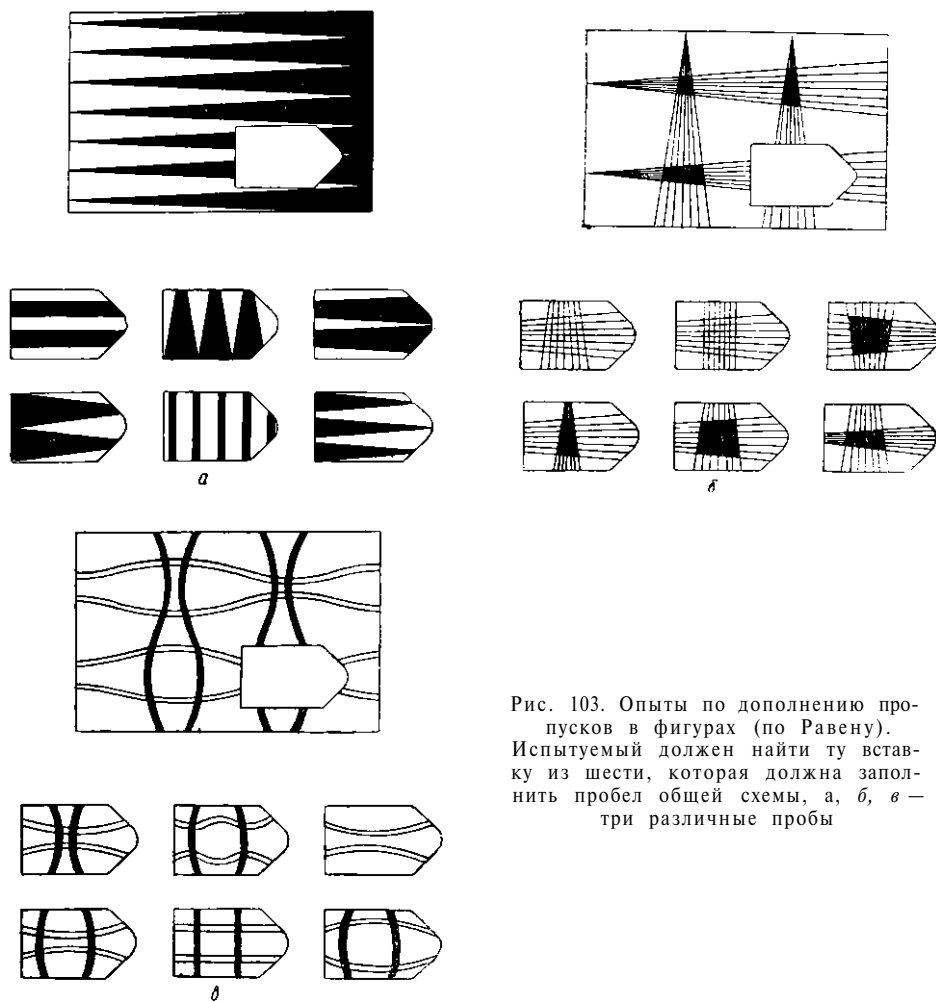 а
б
в
Рис. 103. Опыты по дополнению про-
пусков в фигурах (по Равену).
Испытуемый должен найти ту встав-
ку из шести, которая должна запол-
нить пробел общей схемы, а, б, в —
три различные пробы